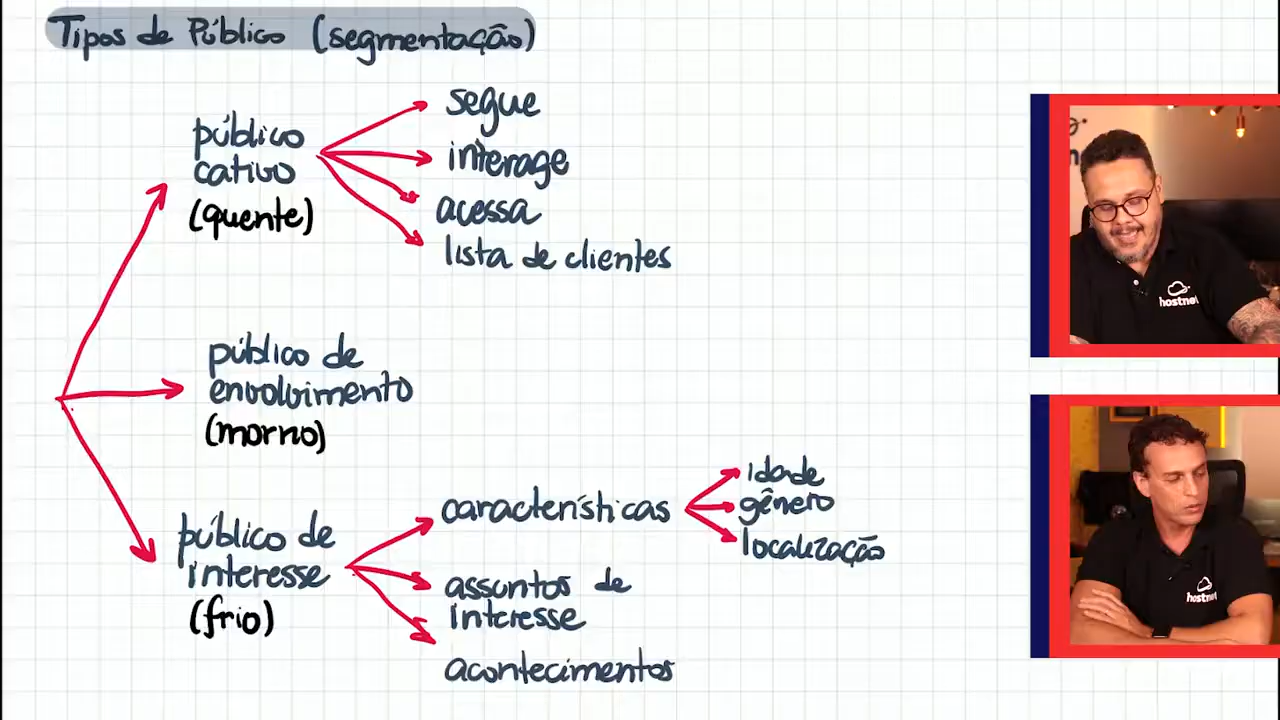 Tipos de Público (segmentação)
público
cativo
(quente)
segue
interage
acessa
lista de clientes
público de
envolvimento
(morno)
público de
interesse
(frio)
características
idade
gênero
localização
assuntos de
interesse
acontecimentos
hostnet
hostnet